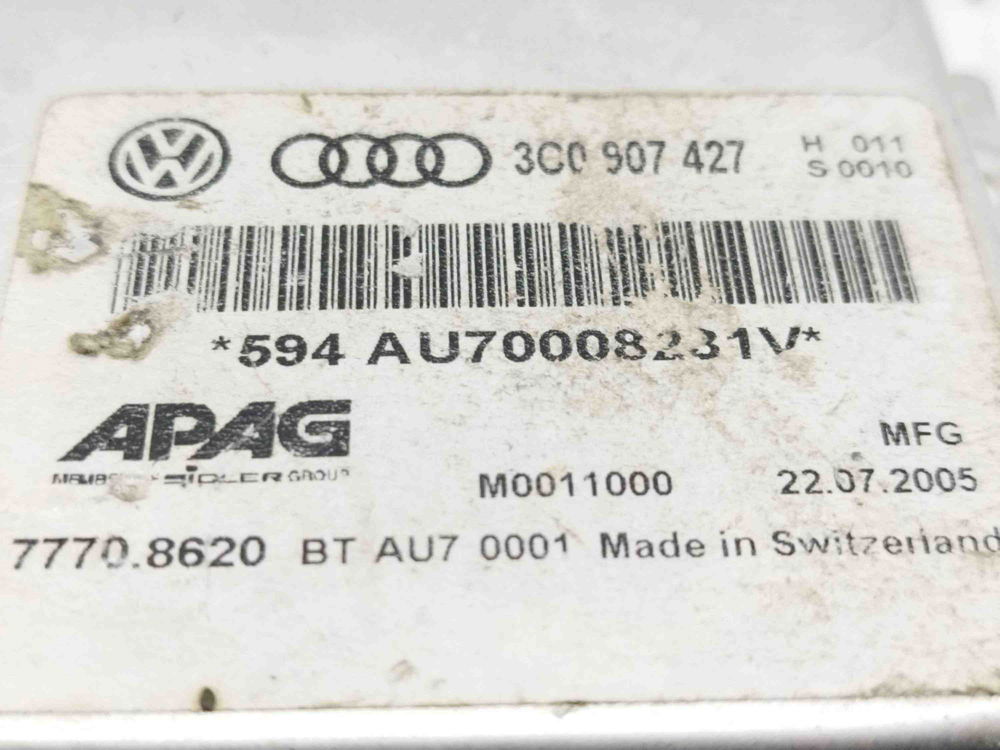 3C0 907 427 H 011
S 0010
*594 AU70008231V*
APAG
GROUP
MFG
M0011000 22.07.2005
7770.8620 BT AU7 0001 Made in Switzerland